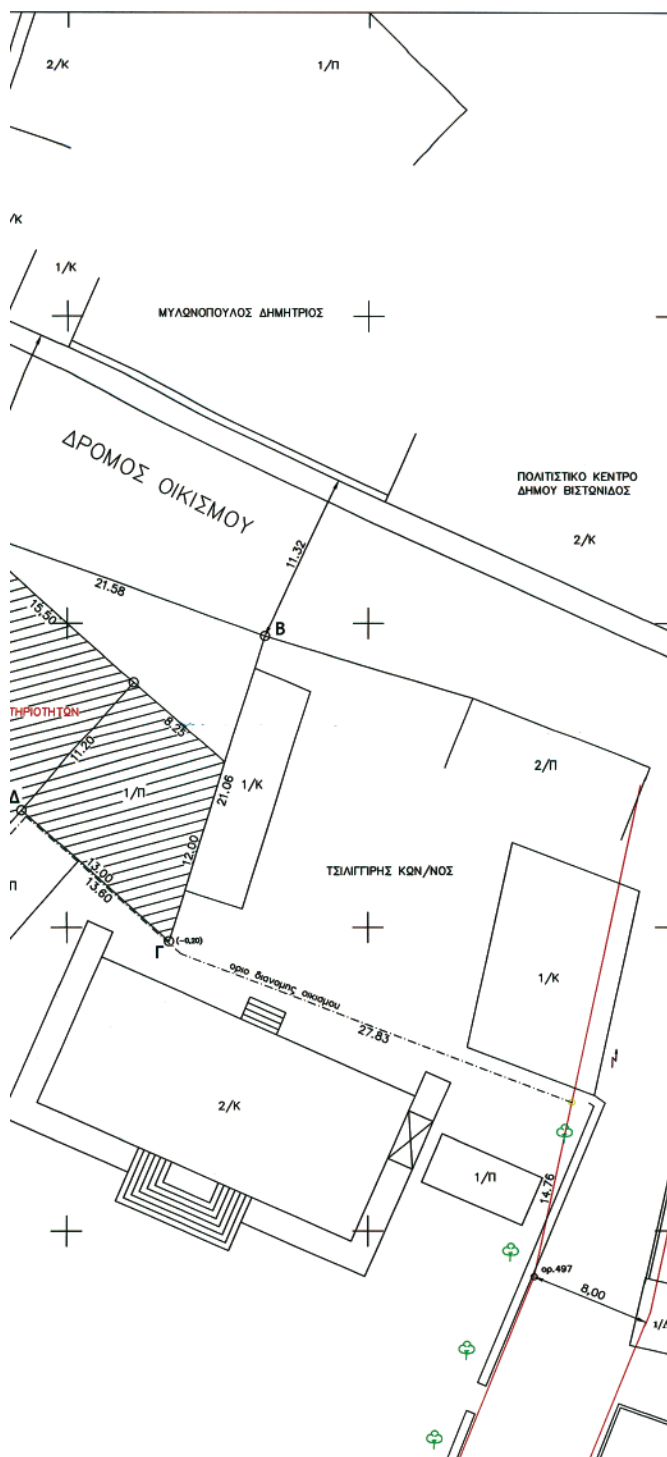 2/Κ
1/Π
/Κ
1/Κ
ΜΥΛΩΝΟΠΟΥΛΟΣ ΔΗΜΗΤΡΙΟΣ
ΔΡΟΜΟΣ ΟΙΚΙΣΜΟΥ
ΠΟΛΙΤΙΣΤΙΚΟ ΚΕΝΤΡΟ
ΔΗΜΟΥ ΒΙΣΤΩΝΙΔΟΣ
2/Κ
11.32
21.58
15,50
Β
ΤΗΡΙΟΤΗΤΩΝ
8,25
11.20
2/Π
1/Κ
21.06
1/Π
Δ
12.00
ΤΣΙΛΙΓΓΙΡΗΣ ΚΩΝ/ΝΟΣ
13.00
13.60
Π
Γ
(-0,20)
οριο διανομης οικισμου
27.83
1/Κ
2/Κ
1/Π
14.76
ορ.497
8,00
1/Δ